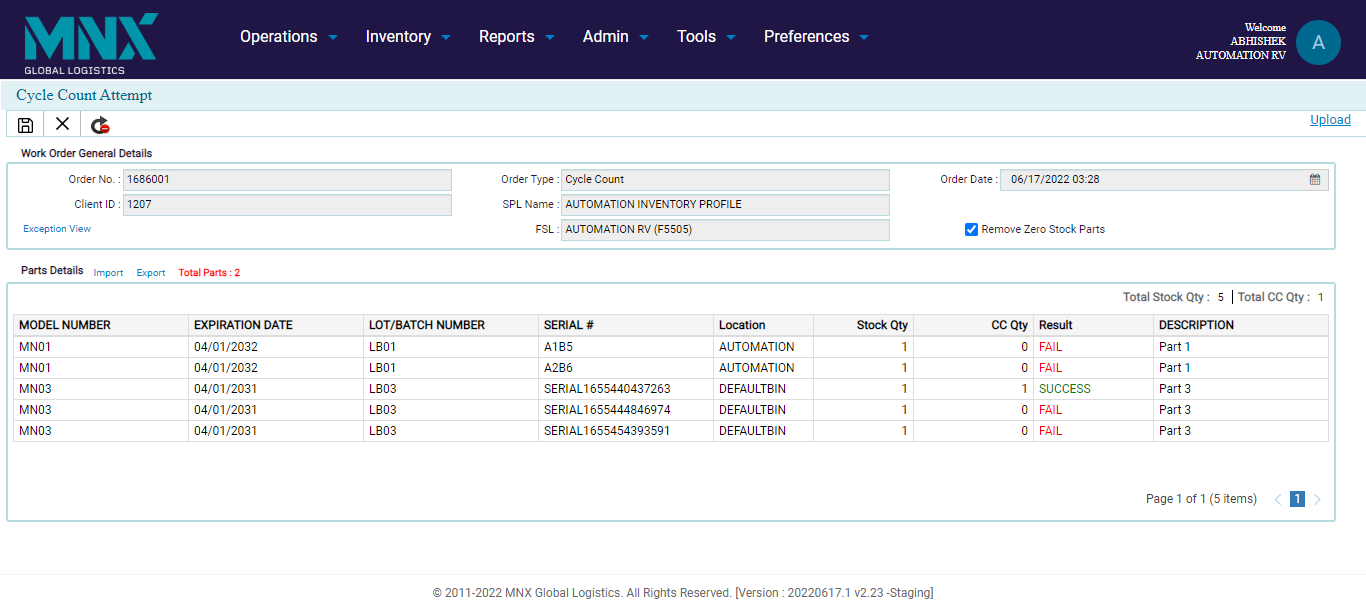 MNX
GLOBAL LOGISTICS
Operations Inventory Reports Admin Tools Preferences
Welcome
ABHISHEK
AUTOMATION RV
A
Cycle Count Attempt
Upload
Work Order General Details
Order No. : 1686001 Order Type : Cycle Count Order Date : 06/17/2022 03:28
Client ID : 1207 SPL Name : AUTOMATION INVENTORY PROFILE
Exception View FSL : AUTOMATION RV (F5505) Remove Zero Stock Parts
Parts Details Import Export Total Parts : 2
Total Stock Qty : 5 Total CC Qty : 1
MODEL NUMBER EXPIRATION DATE LOT/BATCH NUMBER SERIAL # Location Stock Qty CC Qty Result DESCRIPTION
MN01 04/01/2032 LB01 A1B5 AUTOMATION 1 0 FAIL Part 1
MN01 04/01/2032 LB01 A2B6 AUTOMATION 1 0 FAIL Part 1
MN03 04/01/2031 LB03 SERIAL1655440437263 DEFAULTBIN 1 1 SUCCESS Part 3
MN03 04/01/2031 LB03 SERIAL1655444846974 DEFAULTBIN 1 0 FAIL Part 3
MN03 04/01/2031 LB03 SERIAL1655454393591 DEFAULTBIN 1 0 FAIL Part 3
Page 1 of 1 (5 items) 1
© 2011-2022 MNX Global Logistics. All Rights Reserved. [Version : 20220617.1 v2.23 -Staging]